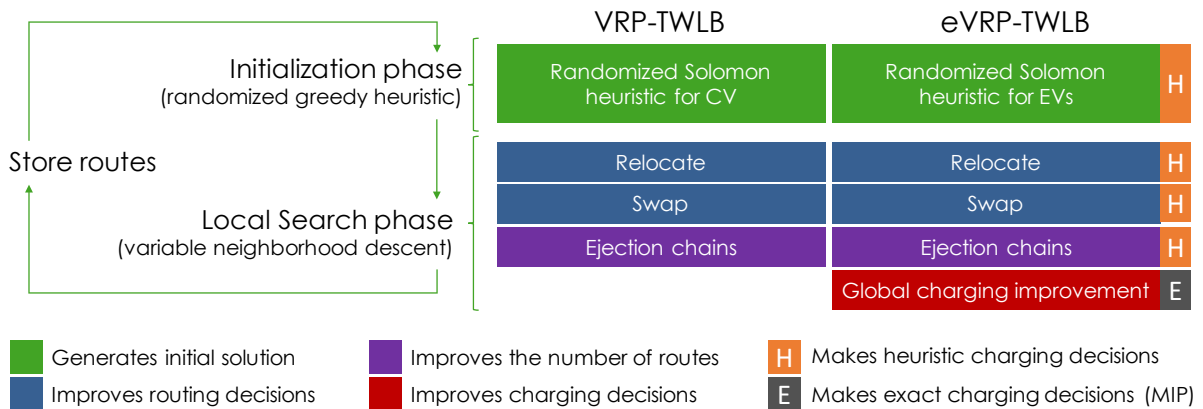 VRP-TWLB
eVRP-TWLB
Initialization phase
(randomized greedy heuristic)
Randomized Solomon
heuristic for CV
Randomized Solomon
heuristic for EVs
H
Store routes
Local Search phase
(variable neighborhood descent)
Relocate
Relocate
H
Swap
Swap
H
Ejection chains
Ejection chains
H
Global charging improvement
E
Generates initial solution
Improves the number of routes
H Makes heuristic charging decisions
Improves routing decisions
Improves charging decisions
E Makes exact charging decisions (MIP)